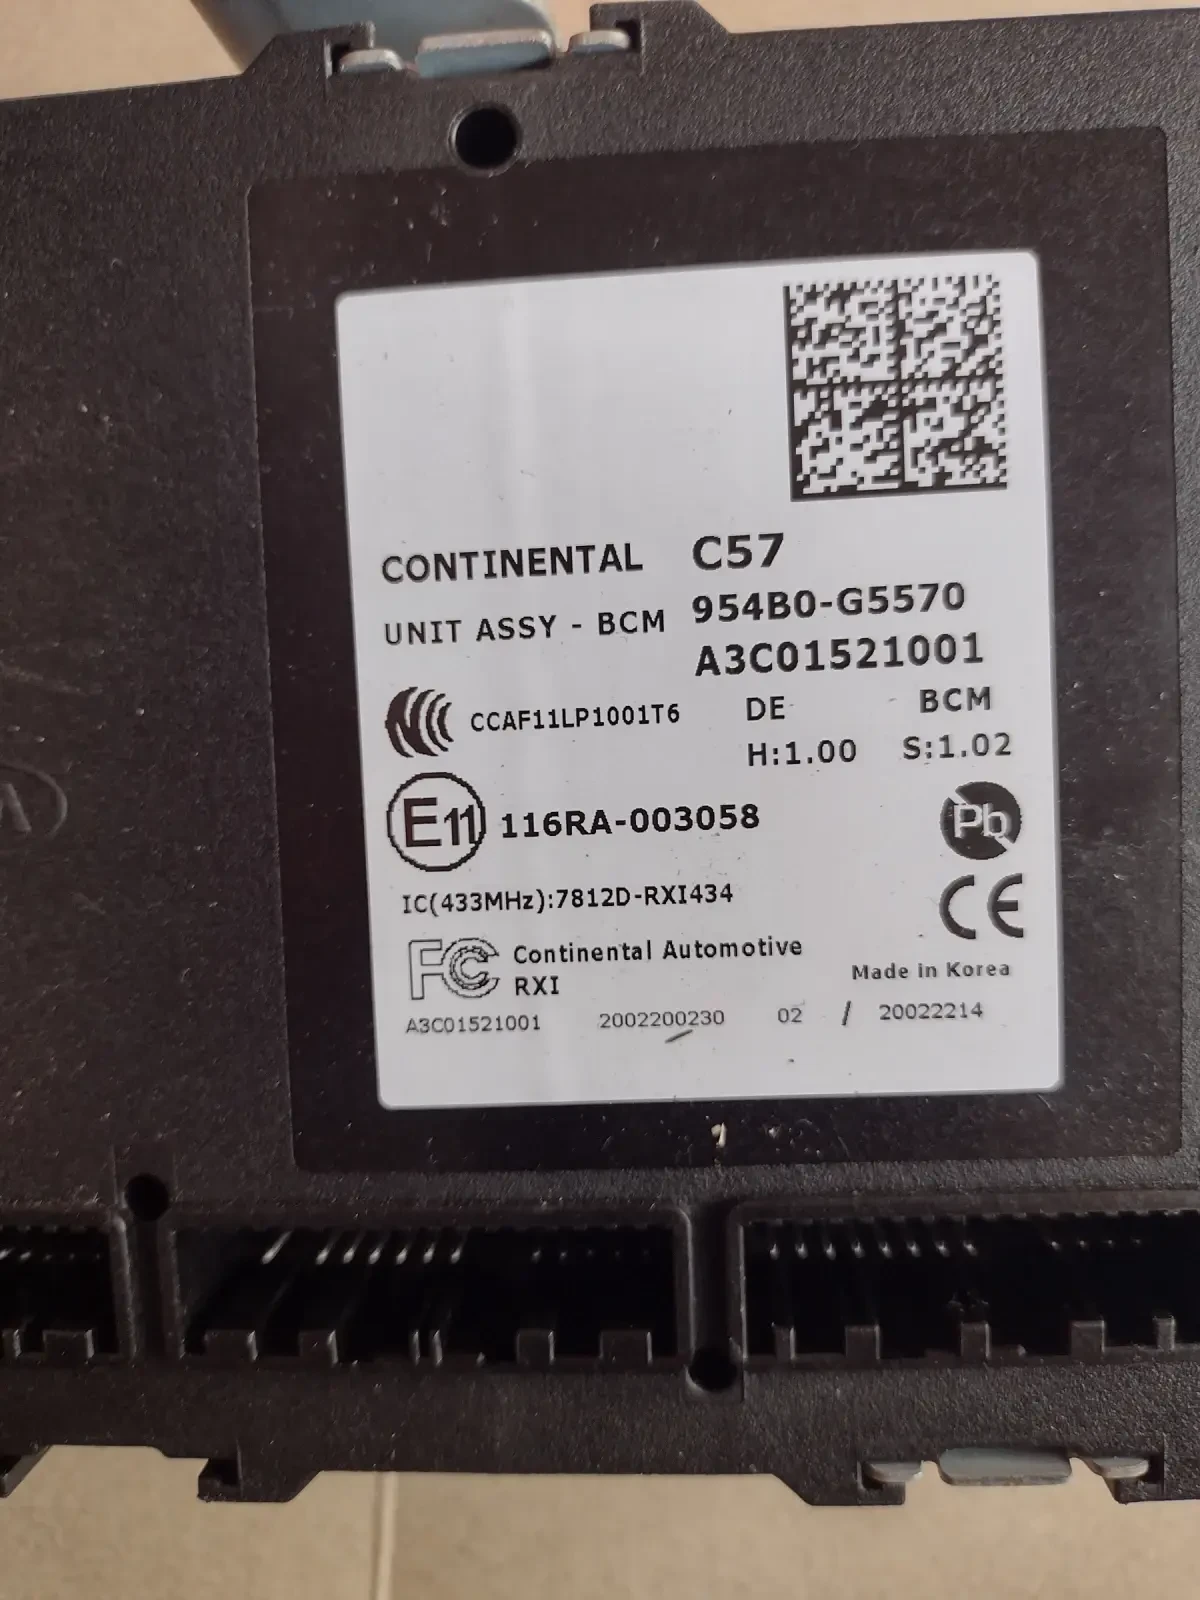 CONTINENTAL C57
UNIT ASSY - BCM 954B0-G5570
A3C01521001
CCAF11LP1001T6 DE BCM
H:1.00 S:1.02
E11 116RA-003058 Pb
IC(433MHz):7812D-RXI434
CE
FC Continental Automotive
RXI
Made in Korea
A3C01521001 2002200230 02 / 20022214